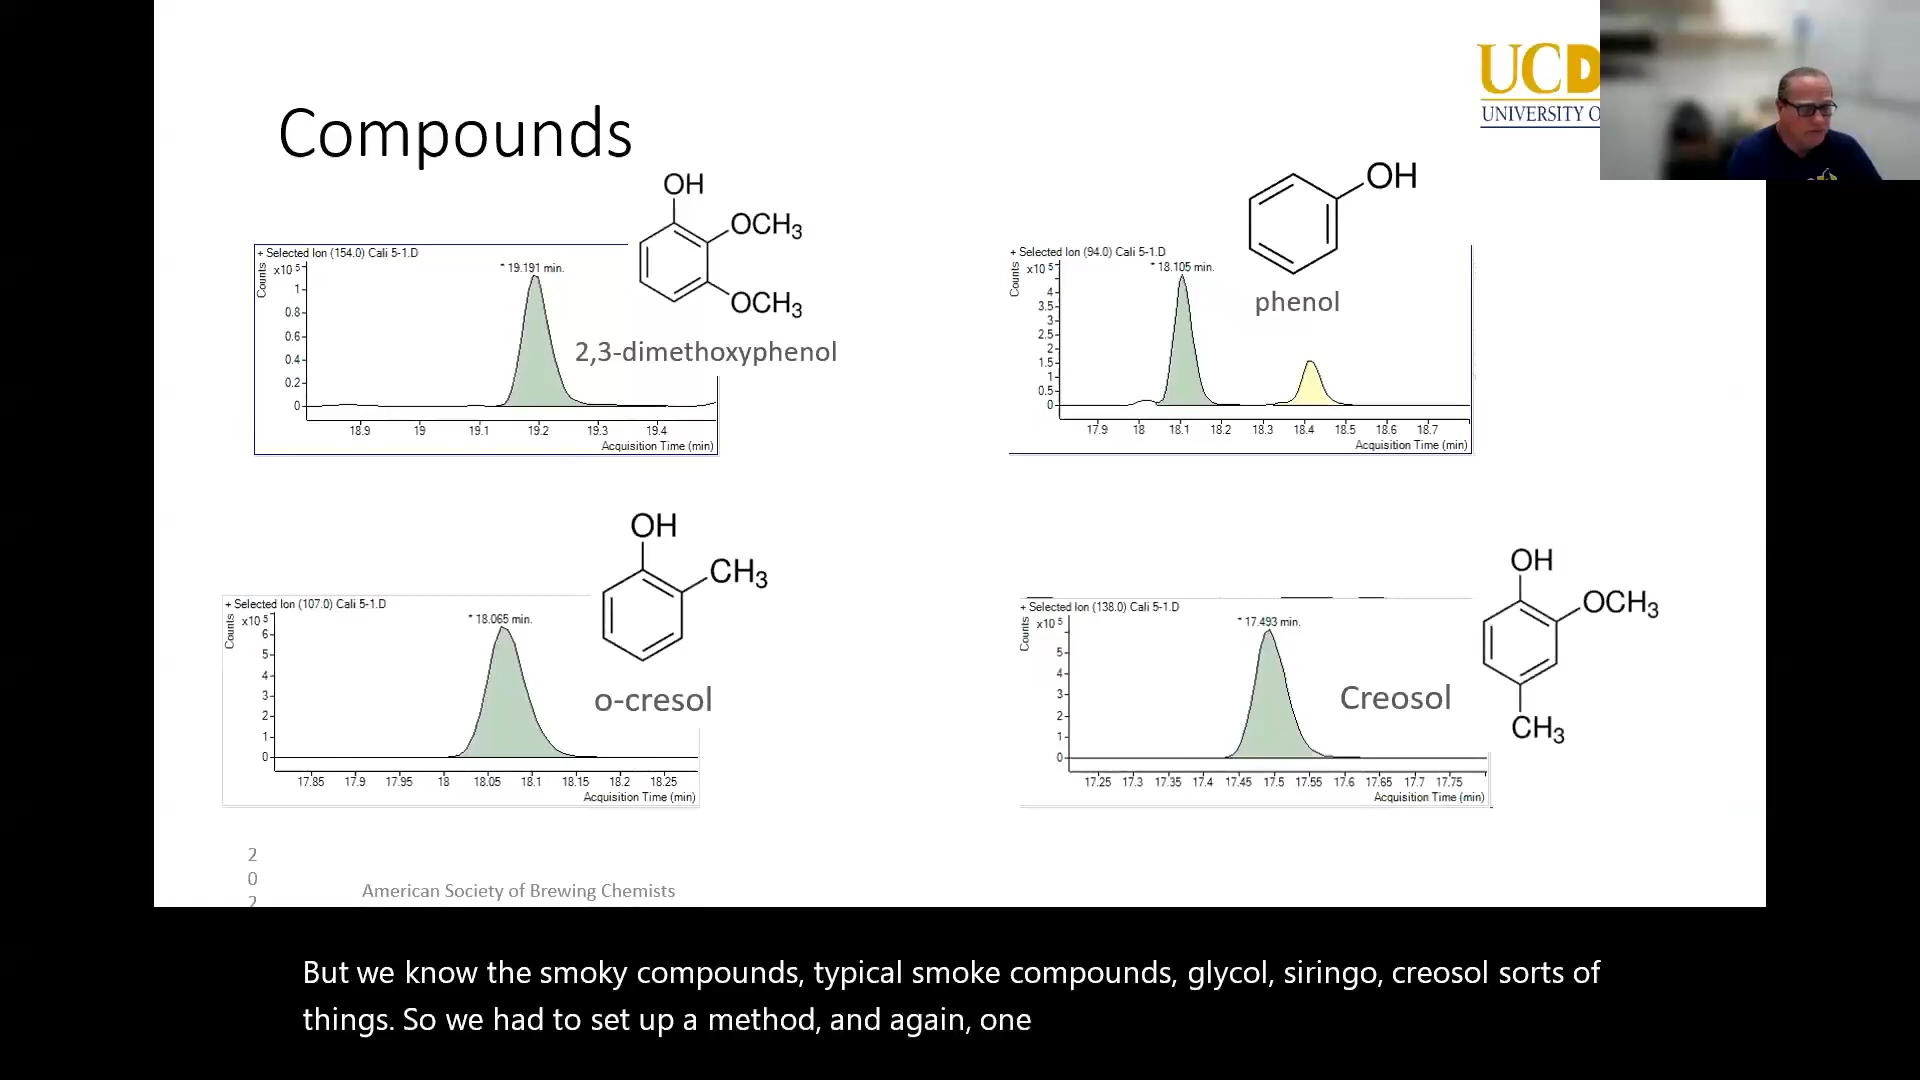 Compounds
UCD
UNIVERSITY O
OH
OCH3
OCH3
2,3-dimethoxyphenol
+ Selected Ion (154.0) Cali 5-1.D
Counts
x10 5
* 19.191 min.
1
0.8
0.6
0.4
0.2
0
18.9 19 19.1 19.2 19.3 19.4
Acquisition Time (min)
OH
phenol
+ Selected Ion (94.0) Cali 5-1.D
Counts
x10 5
* 18.105 min.
4
3.5
3
2.5
2
1.5
1
0.5
0
17.9 18 18.1 18.2 18.3 18.4 18.5 18.6 18.7
Acquisition Time (min)
OH
CH3
o-cresol
+ Selected Ion (107.0) Cali 5-1.D
Counts
x10 5
* 18.065 min.
6
5
4
3
2
1
0
17.85 17.9 17.95 18 18.05 18.1 18.15 18.2 18.25
Acquisition Time (min)
OH
OCH3
CH3
Creosol
+ Selected Ion (138.0) Cali 5-1.D
Counts
x10 5
* 17.493 min.
5
4
3
2
1
0
17.25 17.3 17.35 17.4 17.45 17.5 17.55 17.6 17.65 17.7 17.75
Acquisition Time (min)
2
0
2
American Society of Brewing Chemists
But we know the smoky compounds, typical smoke compounds, glycol, siringo, creosol sorts of
things. So we had to set up a method, and again, one